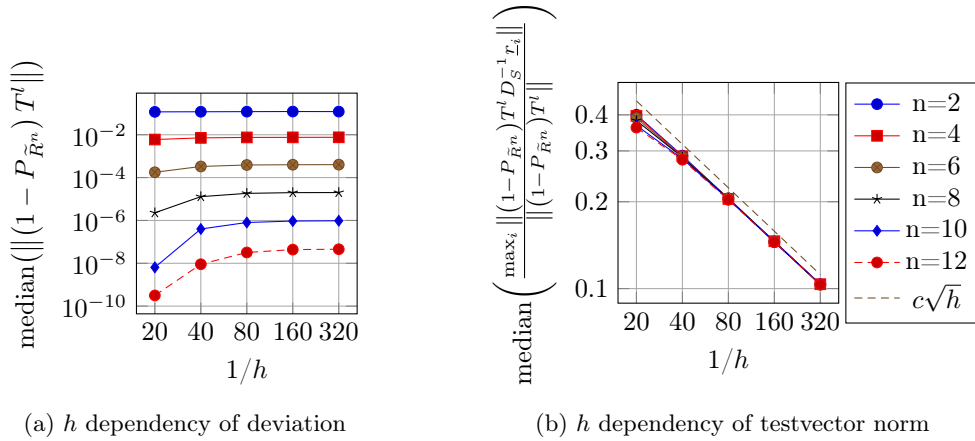 median(||(1 − P_{R̃^n}) T^l||)
10^{−2}
10^{−4}
10^{−6}
10^{−8}
10^{−10}
20 40 80 160 320
1/h
(a) h dependency of deviation
median( max_i ||(1−P_{R̃^n})T^l D_S^{−1} r_i|| / ||(1−P_{R̃^n})T^l|| )
0.4
0.3
0.2
0.1
20 40 80 160 320
1/h
n=2
n=4
n=6
n=8
n=10
n=12
c√h
(b) h dependency of testvector norm